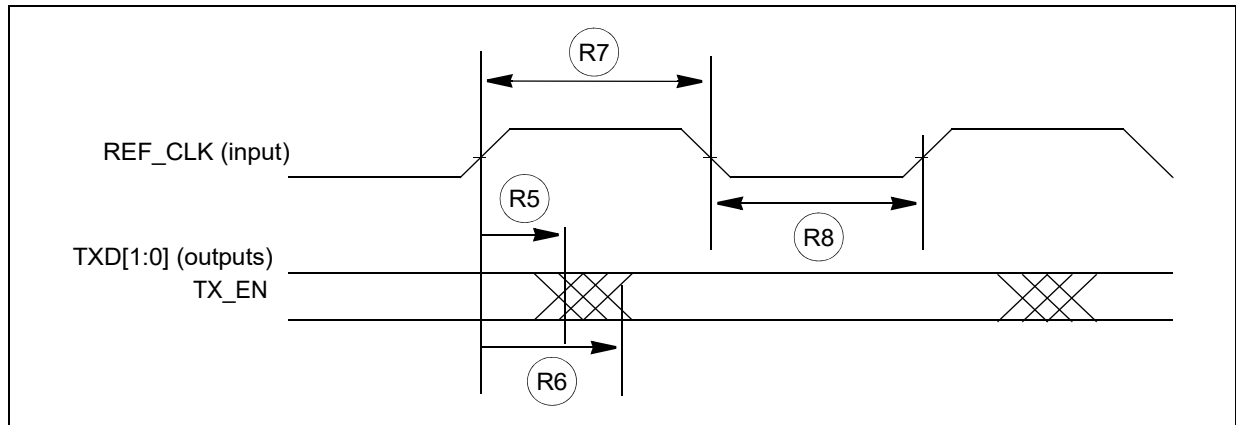 R7
REF_CLK (input)
R5
R8
TXD[1:0] (outputs)
TX_EN
R6